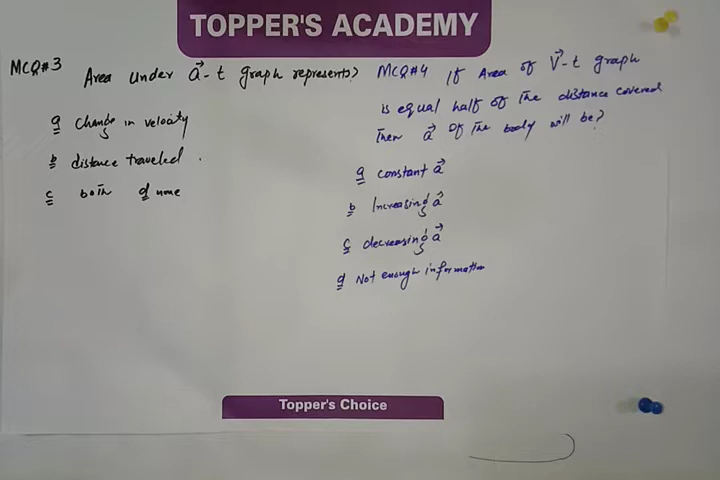 TOPPER'S ACADEMY
MCQ#3 Area under a⃗-t graph represents?
a change in velocity
b distance traveled.
c both d none
MCQ#4 If Area of V⃗-t graph
is equal half of the distance covered
Then a⃗ of the body will be?
a constant a⃗
b Increasing a⃗
c decreasing a⃗
d Not enough information
Topper's Choice